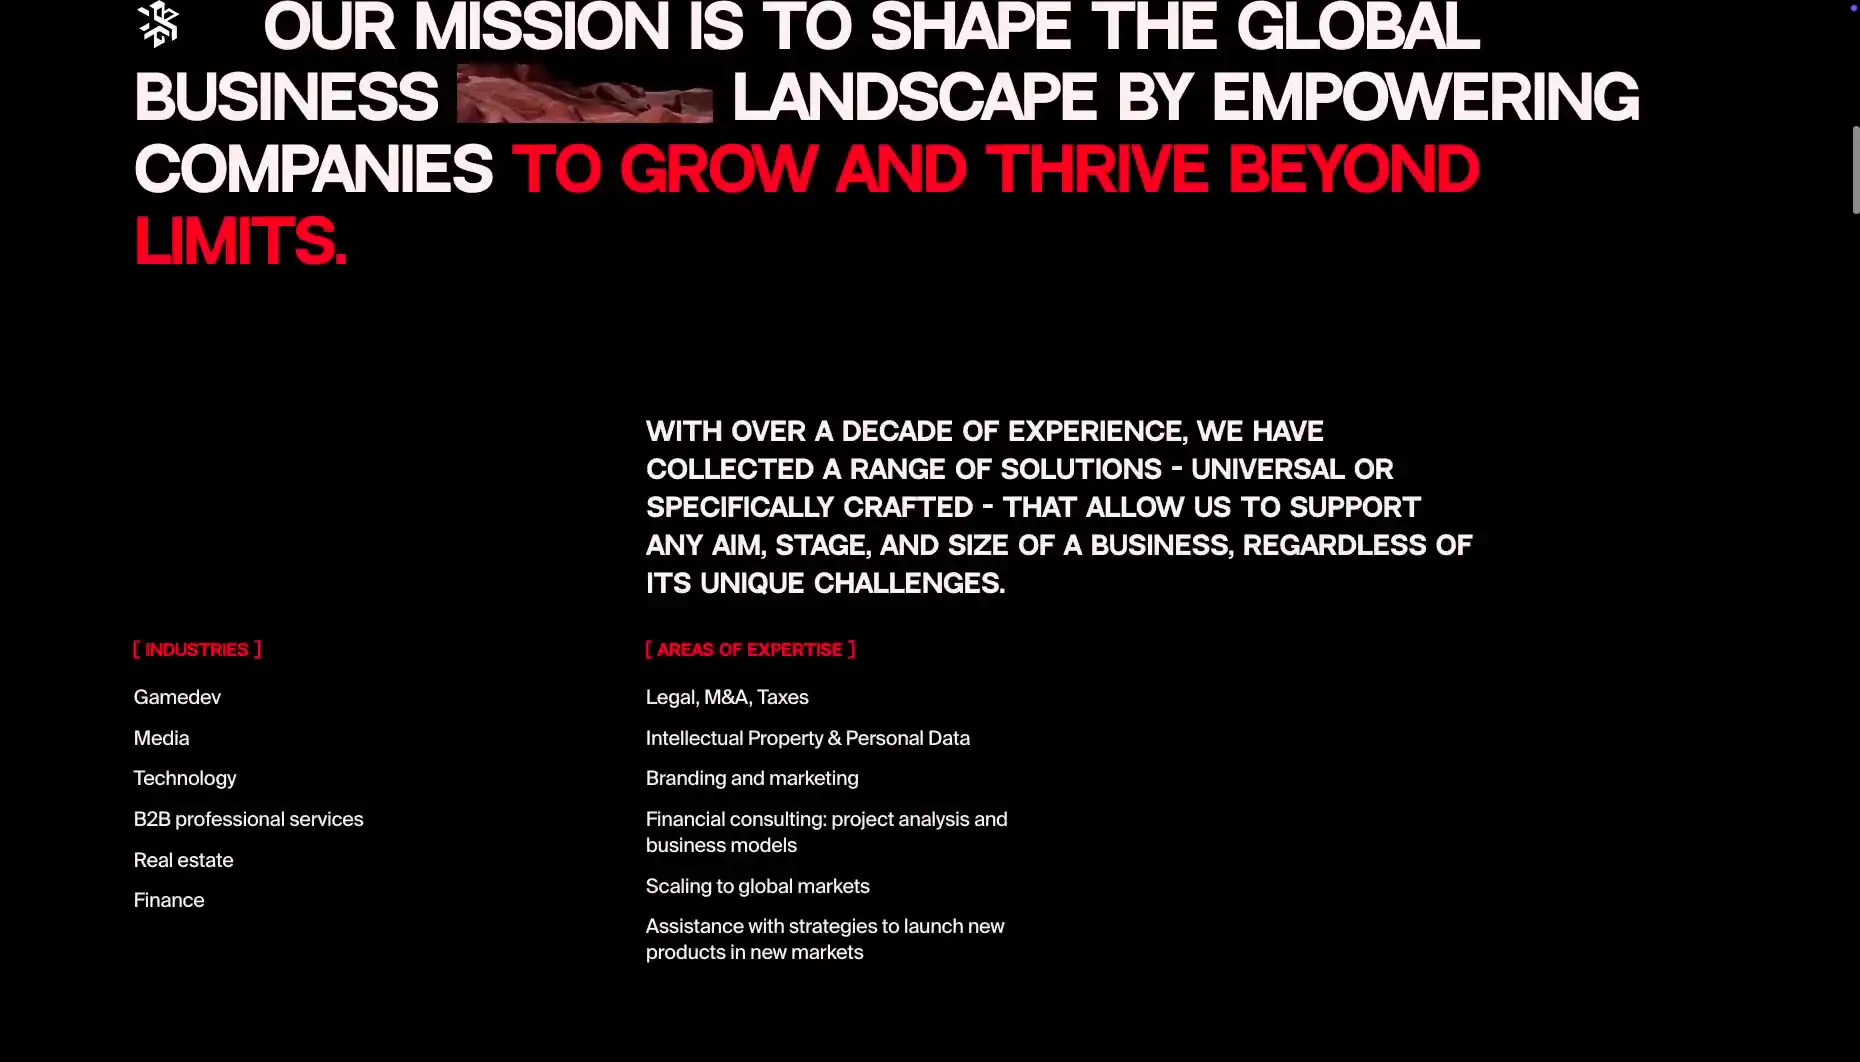 OUR MISSION IS TO SHAPE THE GLOBAL
BUSINESS LANDSCAPE BY EMPOWERING
COMPANIES TO GROW AND THRIVE BEYOND
LIMITS.
WITH OVER A DECADE OF EXPERIENCE, WE HAVE
COLLECTED A RANGE OF SOLUTIONS - UNIVERSAL OR
SPECIFICALLY CRAFTED - THAT ALLOW US TO SUPPORT
ANY AIM, STAGE, AND SIZE OF A BUSINESS, REGARDLESS OF
ITS UNIQUE CHALLENGES.
[ INDUSTRIES ]
Gamedev
Media
Technology
B2B professional services
Real estate
Finance
[ AREAS OF EXPERTISE ]
Legal, M&A, Taxes
Intellectual Property & Personal Data
Branding and marketing
Financial consulting: project analysis and
business models
Scaling to global markets
Assistance with strategies to launch new
products in new markets